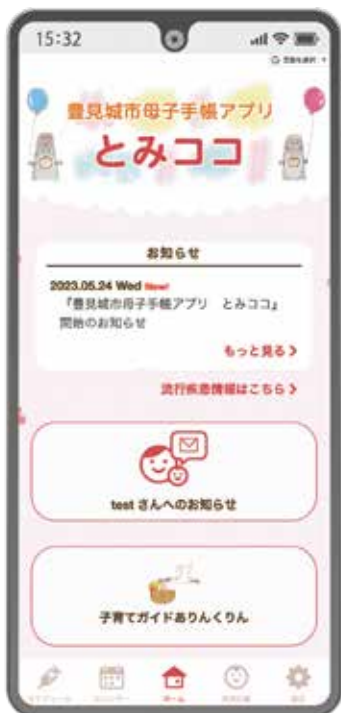 15:32
豊見城市母子手帳アプリ
とみココ
お知らせ
2023.05.24 Wed New!
『豊見城市母子手帳アプリ とみココ』
開始のお知らせ
もっと見る
流行疾患情報はこちら
test さんへのお知らせ
子育てガイドありんくりん
ホーム